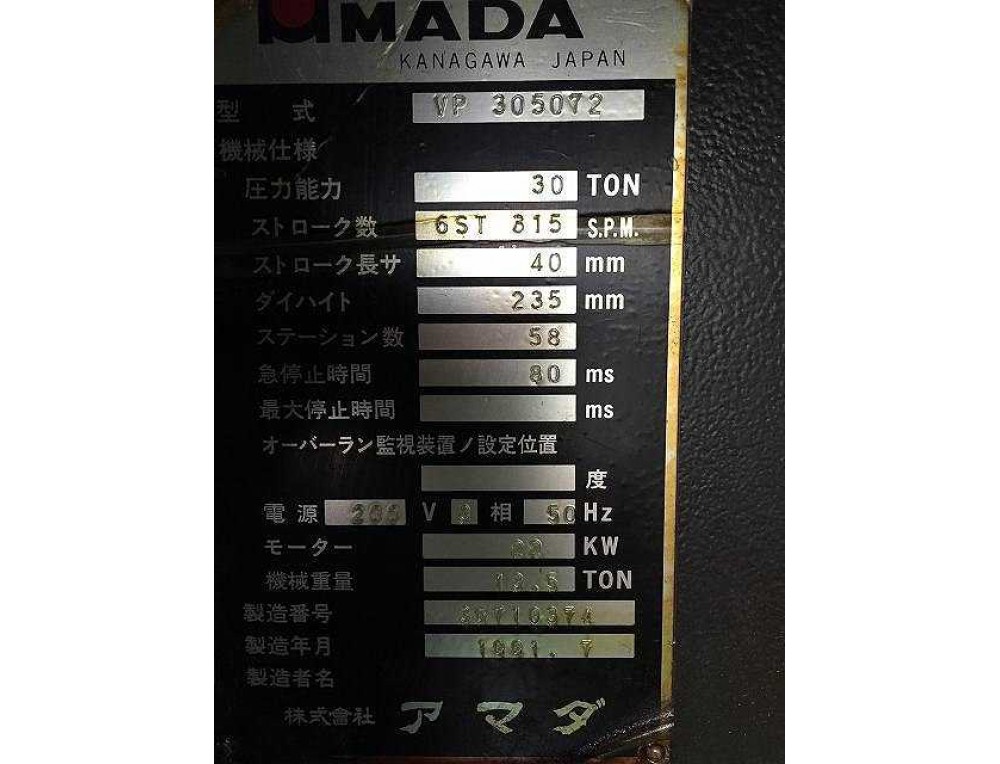 AMADA
KANAGAWA JAPAN
型式 VP 305072
機械仕様
圧力能力 30 TON
ストローク数 6ST 315 S.P.M.
ストローク長サ 40 mm
ダイハイト 235 mm
ステーション数 58
急停止時間 80 ms
最大停止時間 ms
オーバーラン監視装置ノ設定位置
度
電源 V 相 50 Hz
モーター KW
機械重量 TON
製造番号
製造年月 1991. 7
製造者名
株式會社 アマダ